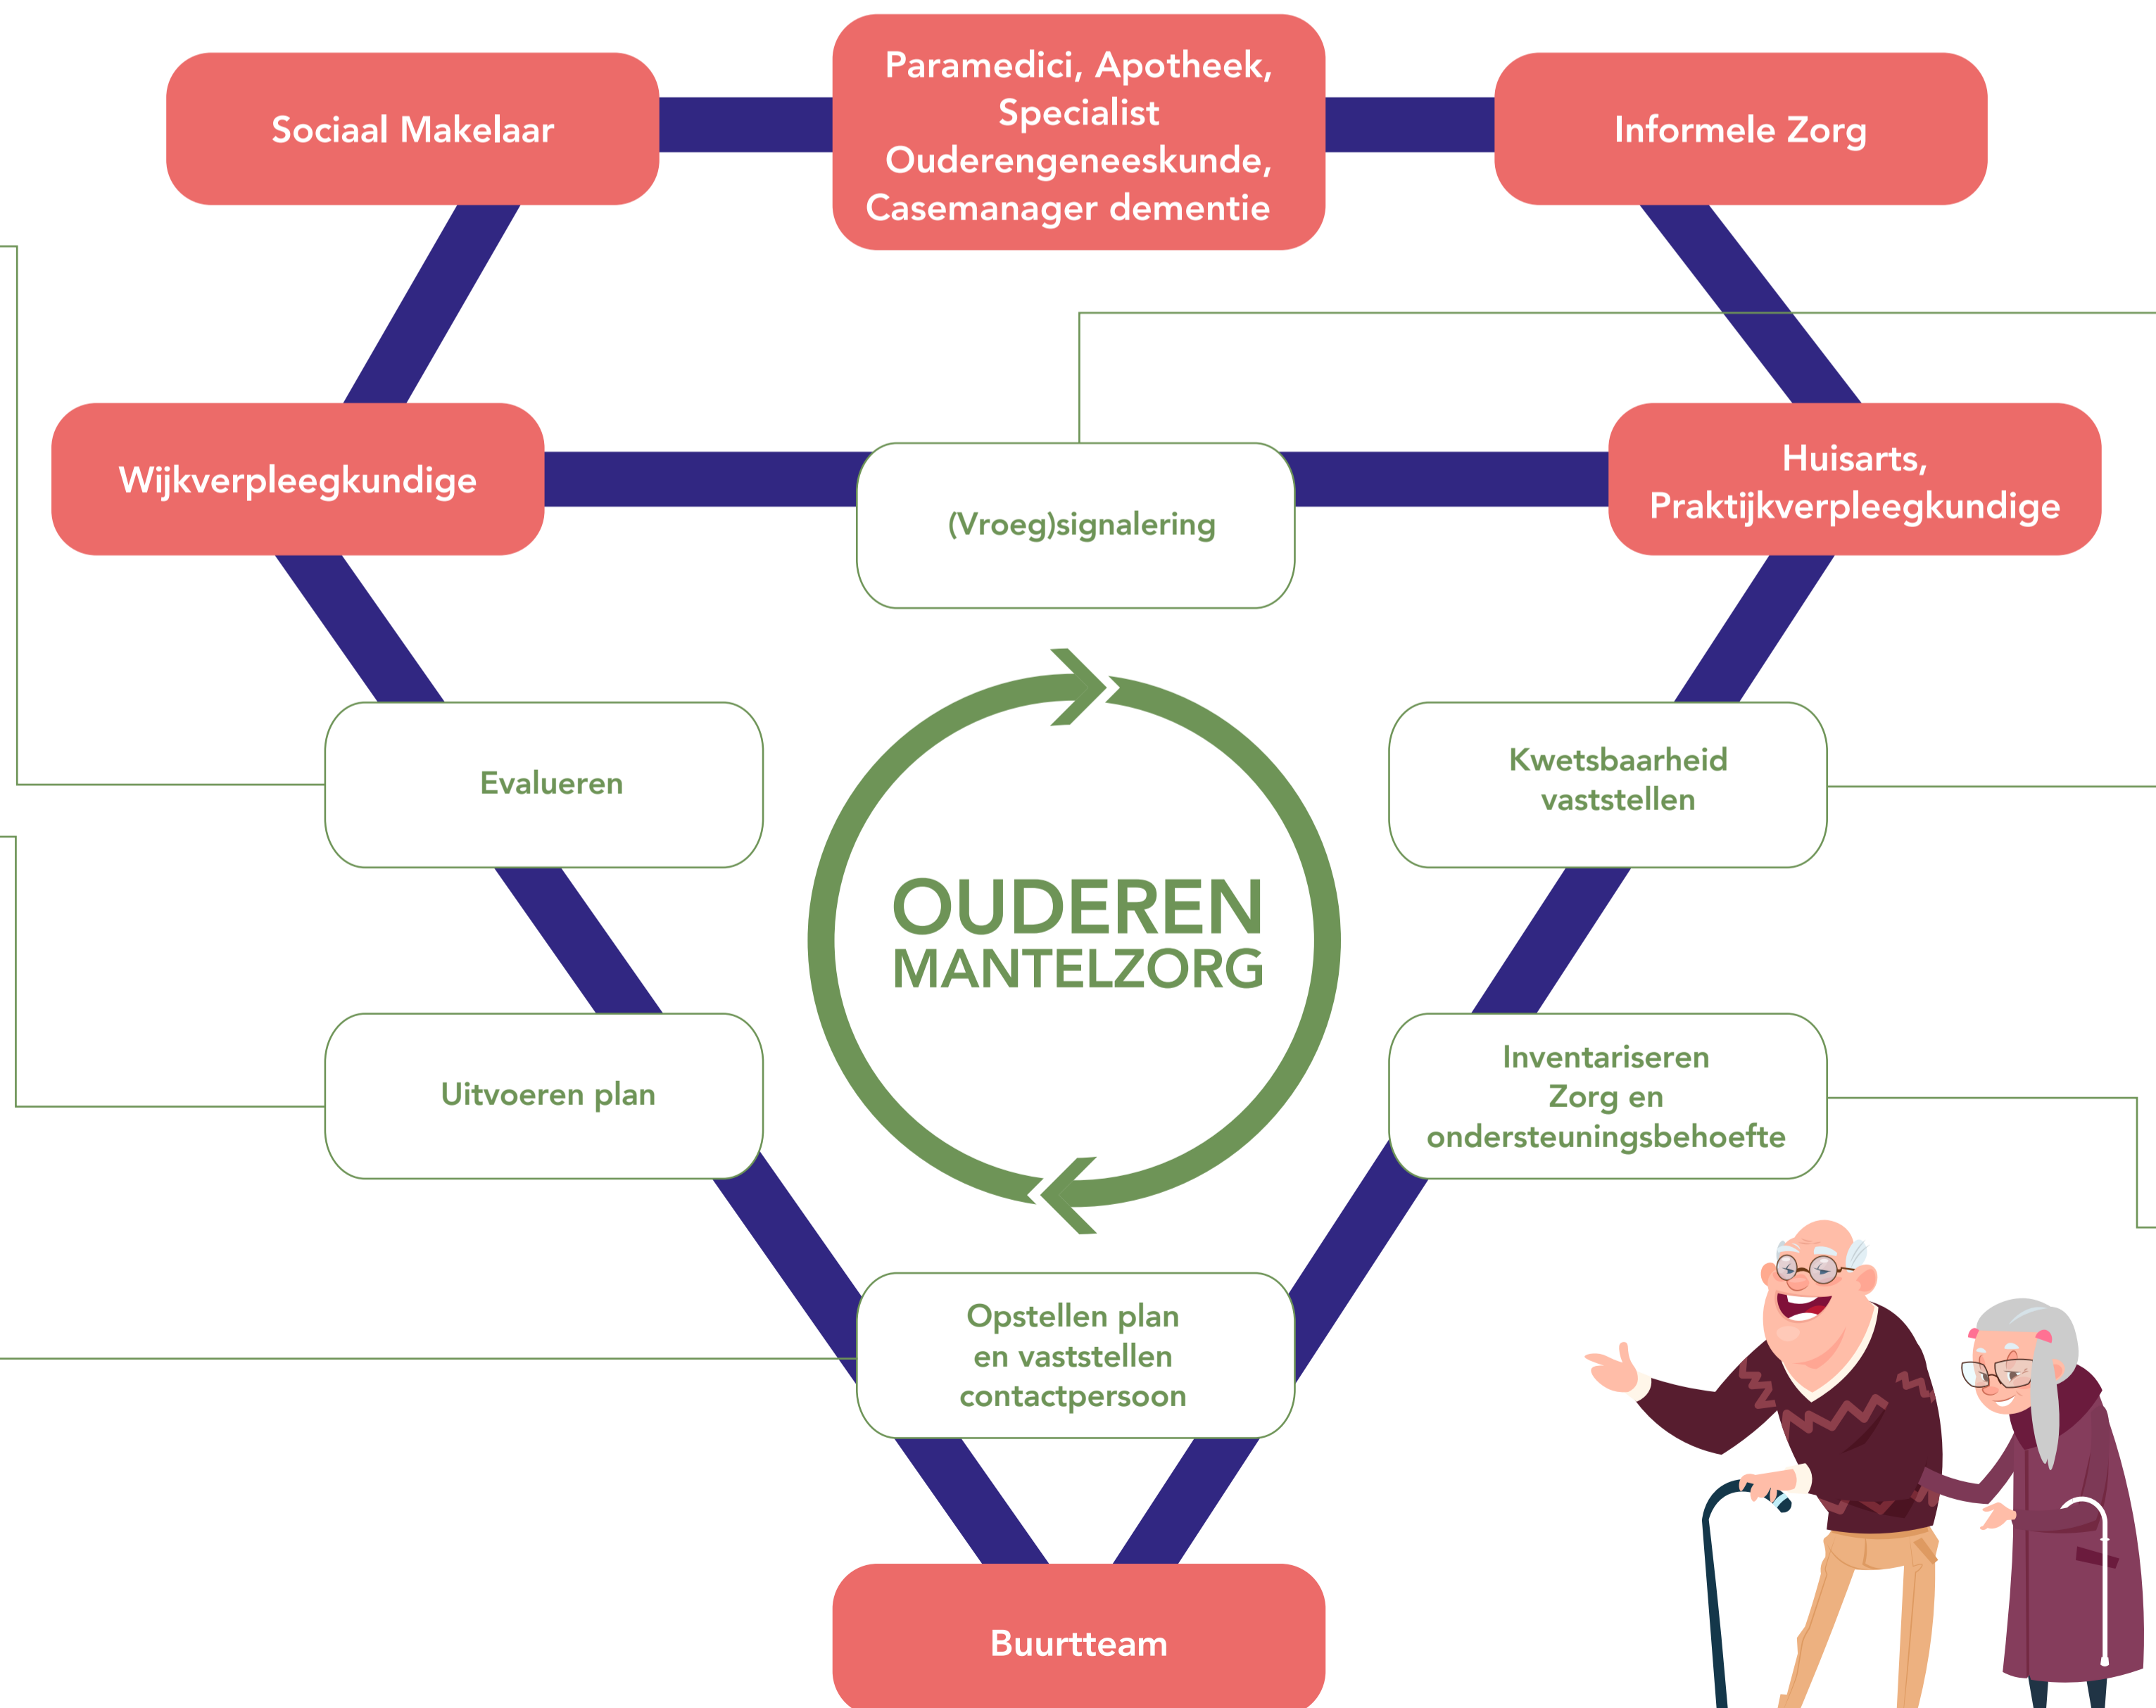 Sociaal Makelaar
Paramedici, Apotheek,
Specialist
Ouderengeneeskunde,
Casemananger dementie
Informele Zorg
Wijkverpleegkundige
(Vroeg)signalering
Huisarts,
Praktijkverpleegkundige
Evalueren
Kwetsbaarheid
vaststellen
OUDEREN
MANTELZORG
Uitvoeren plan
Inventariseren
Zorg en
ondersteuningsbehoefte
Opstellen plan
en vaststellen
contactpersoon
Buurtteam